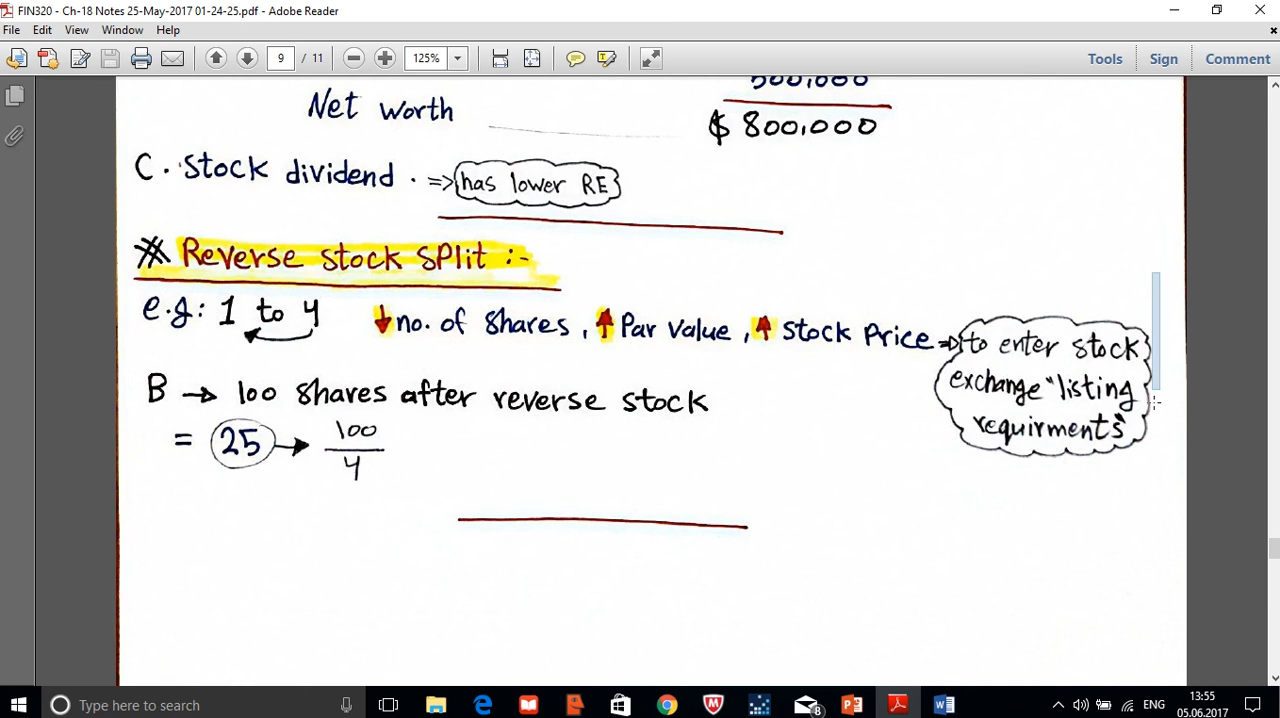 FIN320 - Ch-18 Notes 25-May-2017 01-24-25.pdf - Adobe Reader
File Edit View Window Help
9 / 11 125% Tools Sign Comment
500,000
Net worth $ 800,000
C. Stock dividend. => has lower RE
* Reverse stock split :-
e.g: 1 to 4 ↓ no. of shares, ↑ Par Value, ↑ Stock Price => to enter stock
exchange "listing
requirments"
B → 100 shares after reverse stock
= 25 → 100
4
Type here to search
8
ENG 13:55
05.06.2017